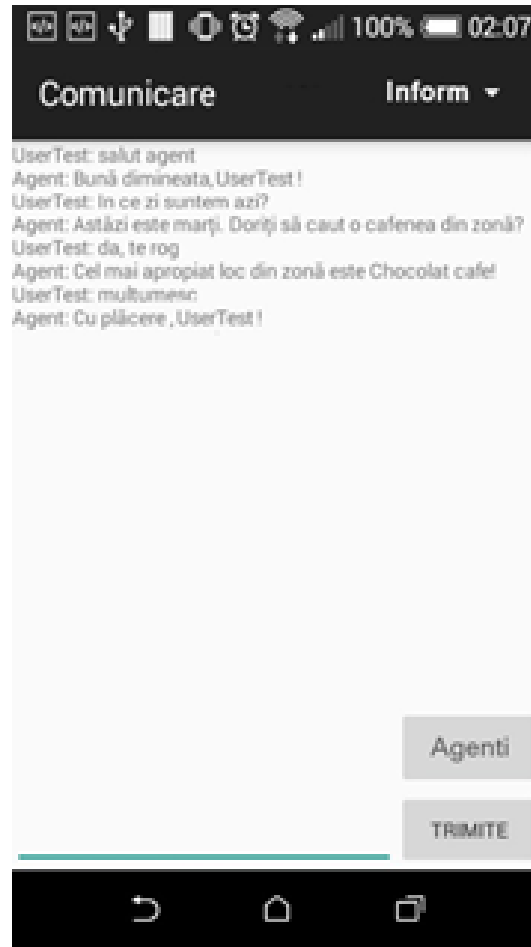 100% 02:07
Comunicare Inform
UserTest: salut agent
Agent: Bună dimineata, UserTest !
UserTest: In ce zi suntem azi?
Agent: Astăzi este marți. Doriți să caut o cafenea din zonă?
UserTest: da, te rog
Agent: Cel mai apropiat loc din zonă este Chocolat cafe!
UserTest: multumesc
Agent: Cu plăcere , UserTest !
Agenti
TRIMITE